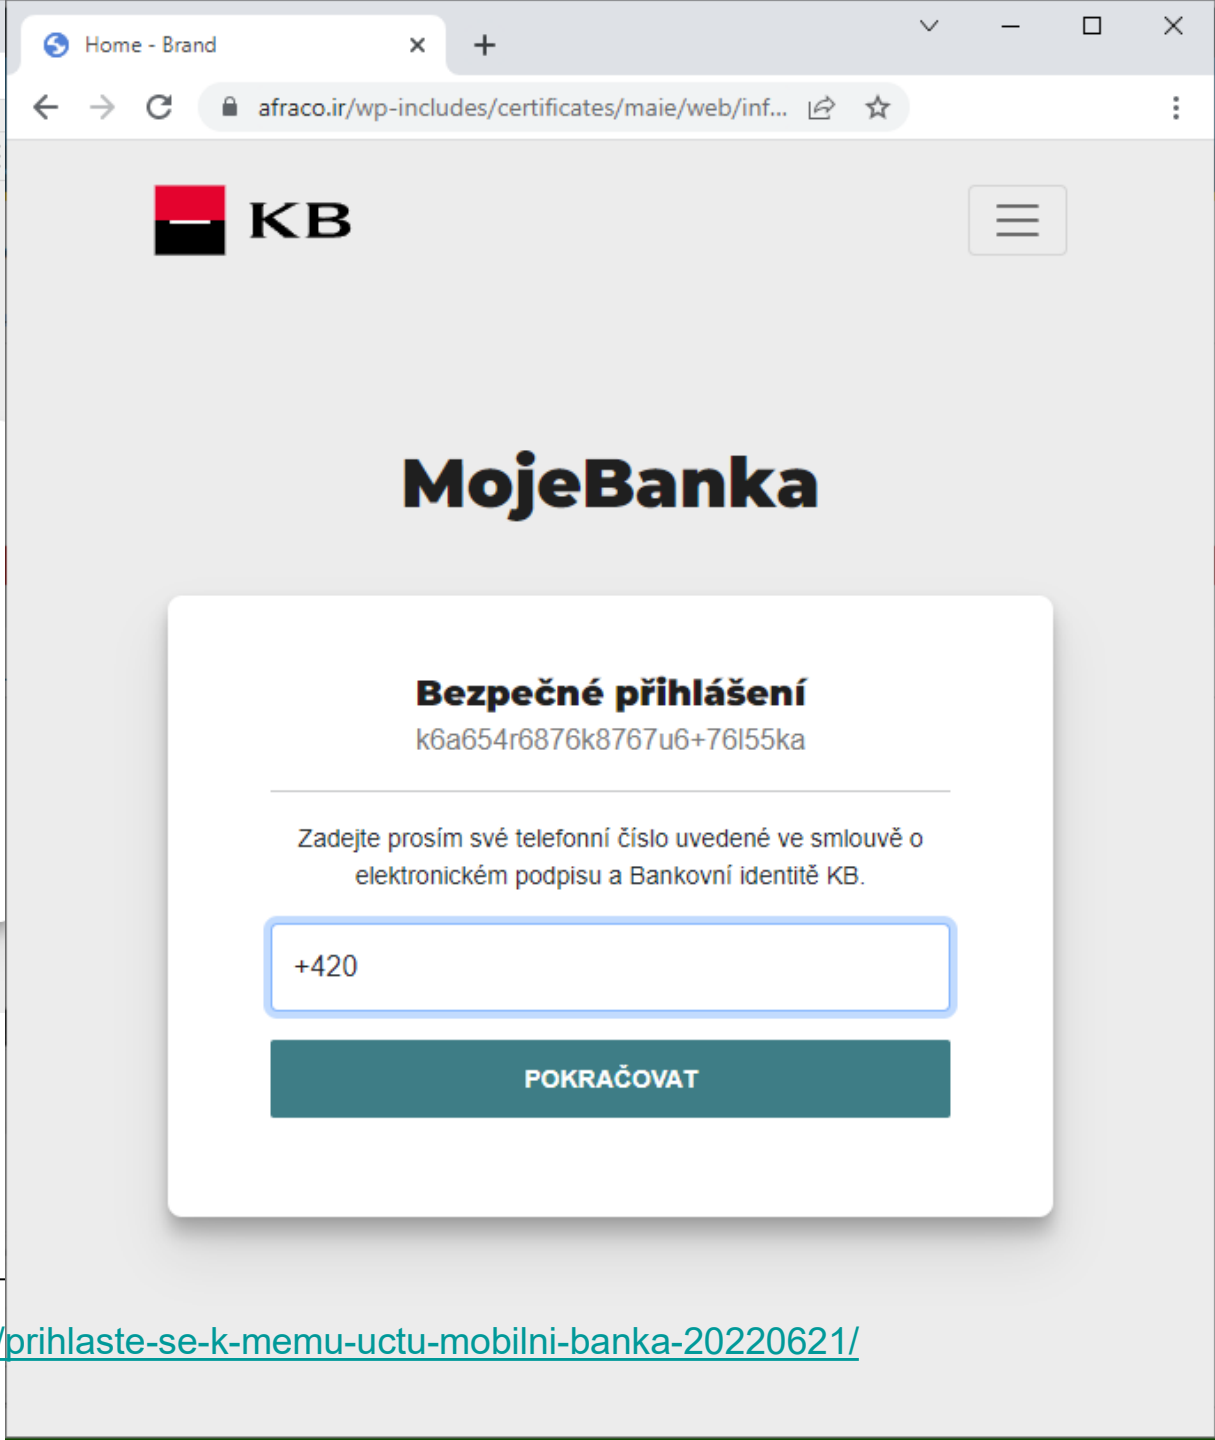 Home - Brand
afraco.ir/wp-includes/certificates/maie/web/inf...
KB
MojeBanka
Bezpečné přihlášení
k6a654r6876k8767u6+76l55ka
Zadejte prosím své telefonní číslo uvedené ve smlouvě o
elektronickém podpisu a Bankovní identitě KB.
+420
POKRAČOVAT
/prihlaste-se-k-memu-uctu-mobilni-banka-20220621/